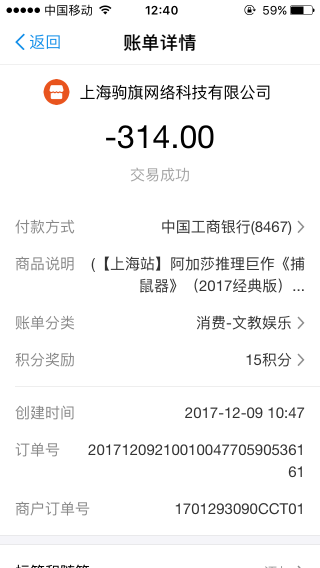 中国移动 12:40 59%
返回 账单详情
上海驹旗网络科技有限公司
-314.00
交易成功
付款方式 中国工商银行(8467)
商品说明 (【上海站】阿加莎推理巨作《捕
鼠器》（2017经典版）...
账单分类 消费-文教娱乐
积分奖励 15积分
创建时间 2017-12-09 10:47
订单号 20171209210010047705905361
61
商户订单号 1701293090CCT01